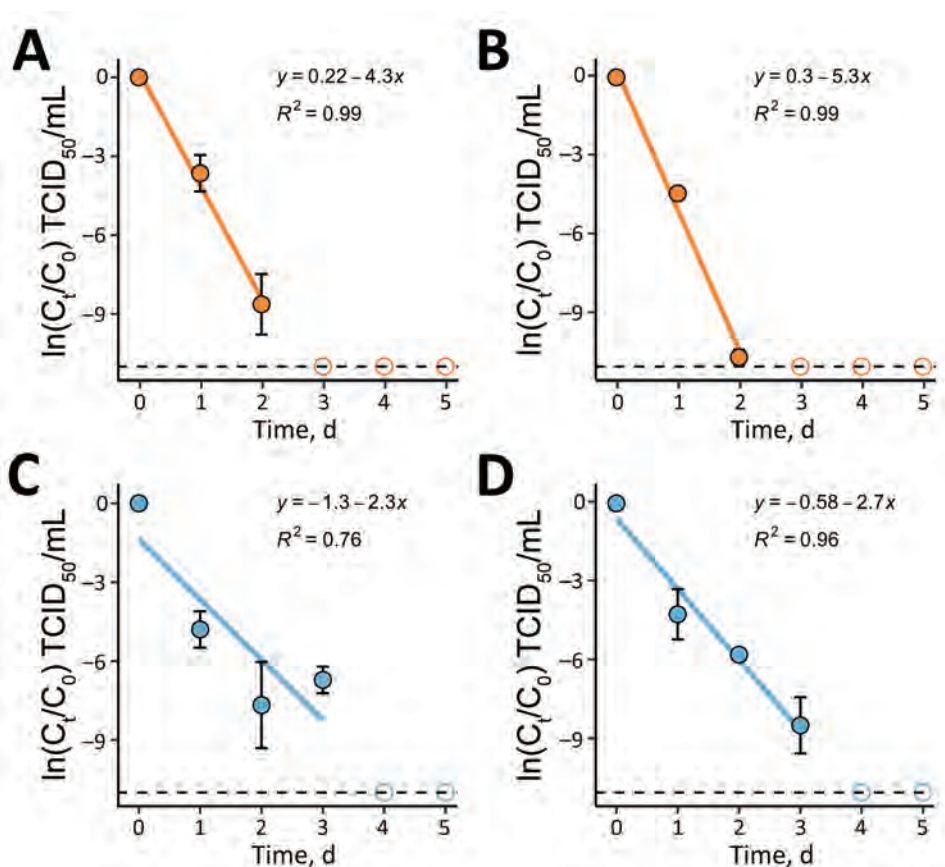 A
y = 0.22 – 4.3x
R² = 0.99
ln(Cₜ/C₀) TCID₅₀/mL
0
–3
–6
–9
0 1 2 3 4 5
Time, d
B
y = 0.3 – 5.3x
R² = 0.99
ln(Cₜ/C₀) TCID₅₀/mL
0
–3
–6
–9
0 1 2 3 4 5
Time, d
C
y = –1.3 – 2.3x
R² = 0.76
ln(Cₜ/C₀) TCID₅₀/mL
0
–3
–6
–9
0 1 2 3 4 5
Time, d
D
y = –0.58 – 2.7x
R² = 0.96
ln(Cₜ/C₀) TCID₅₀/mL
0
–3
–6
–9
0 1 2 3 4 5
Time, d